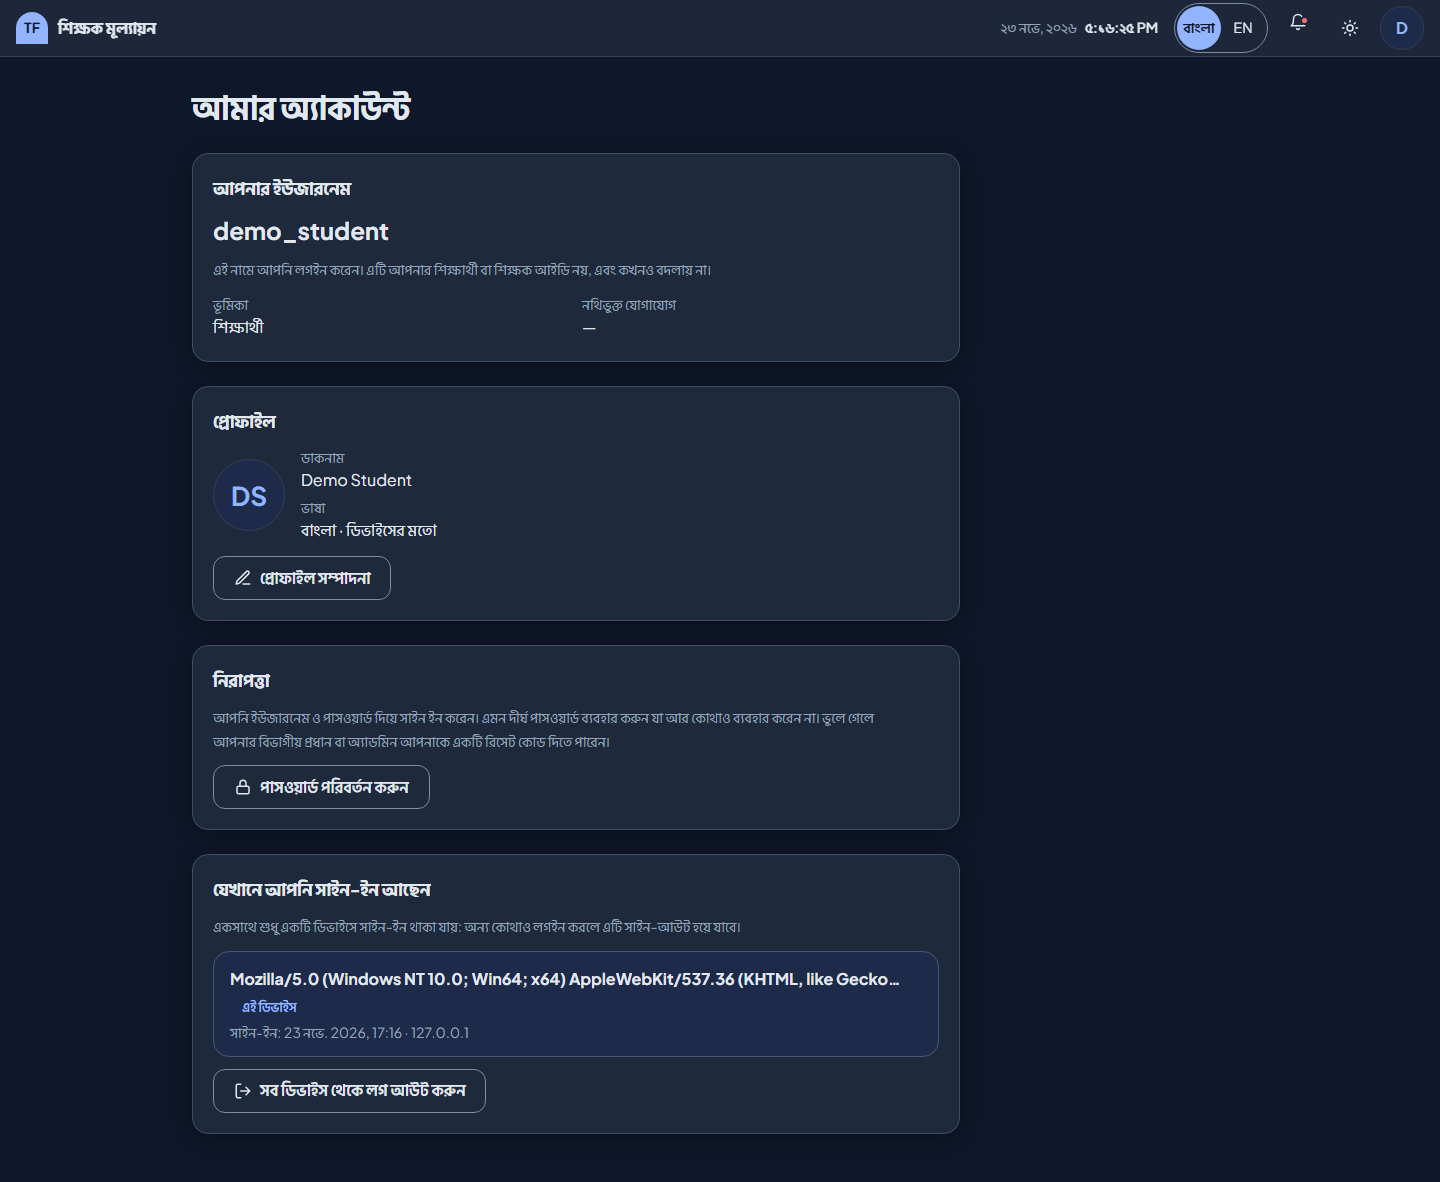 TF শিক্ষক মূল্যায়ন ২৩ নভে, ২০২৬ ৫:১৬:২৫ PM বাংলা EN D
আমার অ্যাকাউন্ট
আপনার ইউজারনেম
demo_student
এই নামে আপনি লগইন করেন। এটি আপনার শিক্ষার্থী বা শিক্ষক আইডি নয়, এবং কখনও বদলায় না।
ভূমিকা
শিক্ষার্থী
নথিভুক্ত যোগাযোগ
—
প্রোফাইল
DS
ডাকনাম
Demo Student
ভাষা
বাংলা · ডিভাইসের মতো
প্রোফাইল সম্পাদনা
নিরাপত্তা
আপনি ইউজারনেম ও পাসওয়ার্ড দিয়ে সাইন ইন করেন। এমন দীর্ঘ পাসওয়ার্ড ব্যবহার করুন যা আর কোথাও ব্যবহার করেন না। ভুলে গেলে
আপনার বিভাগীয় প্রধান বা অ্যাডমিন আপনাকে একটি রিসেট কোড দিতে পারেন।
পাসওয়ার্ড পরিবর্তন করুন
যেখানে আপনি সাইন-ইন আছেন
একসাথে শুধু একটি ডিভাইসে সাইন-ইন থাকা যায়: অন্য কোথাও লগইন করলে এটি সাইন-আউট হয়ে যাবে।
Mozilla/5.0 (Windows NT 10.0; Win64; x64) AppleWebKit/537.36 (KHTML, like Gecko…
এই ডিভাইস
সাইন-ইন: 23 নভে. 2026, 17:16 · 127.0.0.1
সব ডিভাইস থেকে লগ আউট করুন